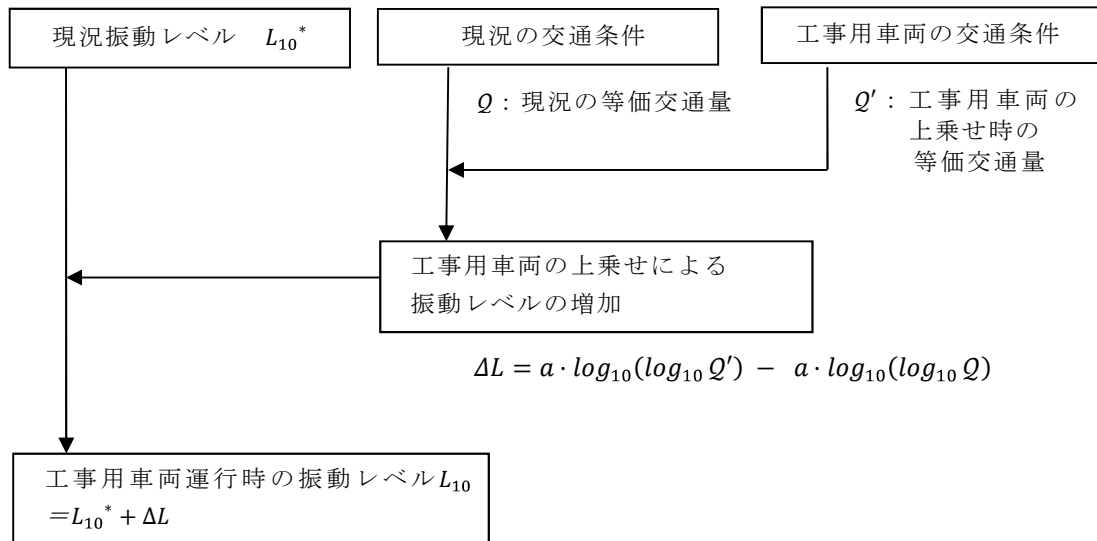 現況振動レベル L₁₀*
現況の交通条件
工事用車両の交通条件
Q：現況の等価交通量
Q′：工事用車両の
上乗せ時の
等価交通量
工事用車両の上乗せによる
振動レベルの増加
ΔL = a · log₁₀(log₁₀ Q′) − a · log₁₀(log₁₀ Q)
工事用車両運行時の振動レベルL₁₀
＝L₁₀* + ΔL